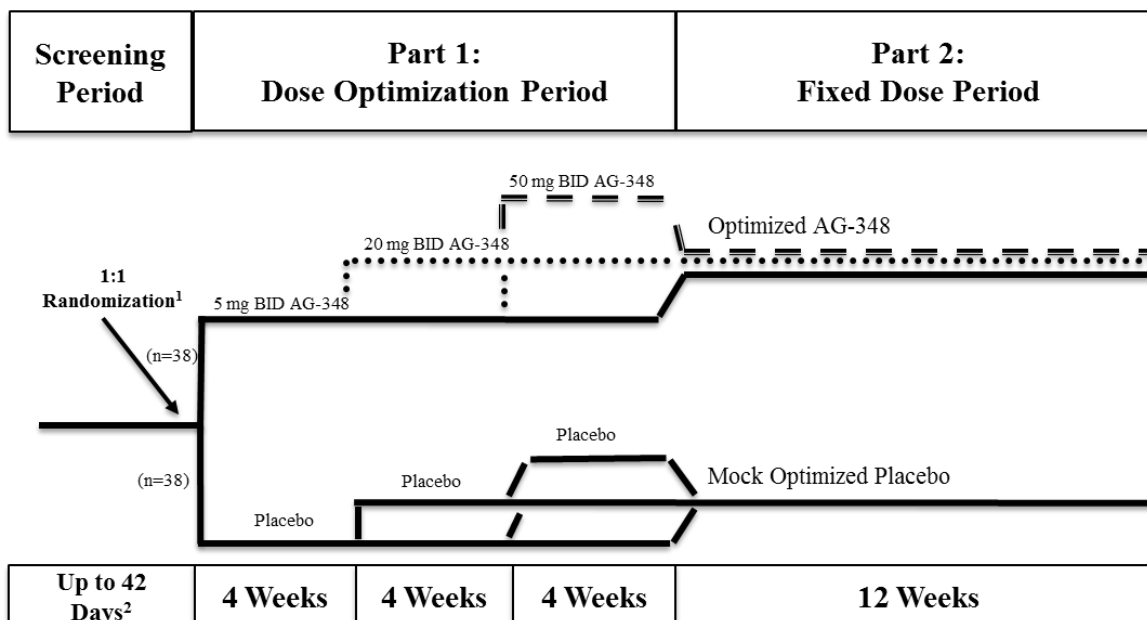 Screening
Period
Part 1:
Dose Optimization Period
Part 2:
Fixed Dose Period
50 mg BID AG-348
Optimized AG-348
20 mg BID AG-348
1:1
Randomization¹
5 mg BID AG-348
(n=38)
(n=38)
Placebo
Placebo
Placebo
Mock Optimized Placebo
Up to 42
Days²
4 Weeks
4 Weeks
4 Weeks
12 Weeks